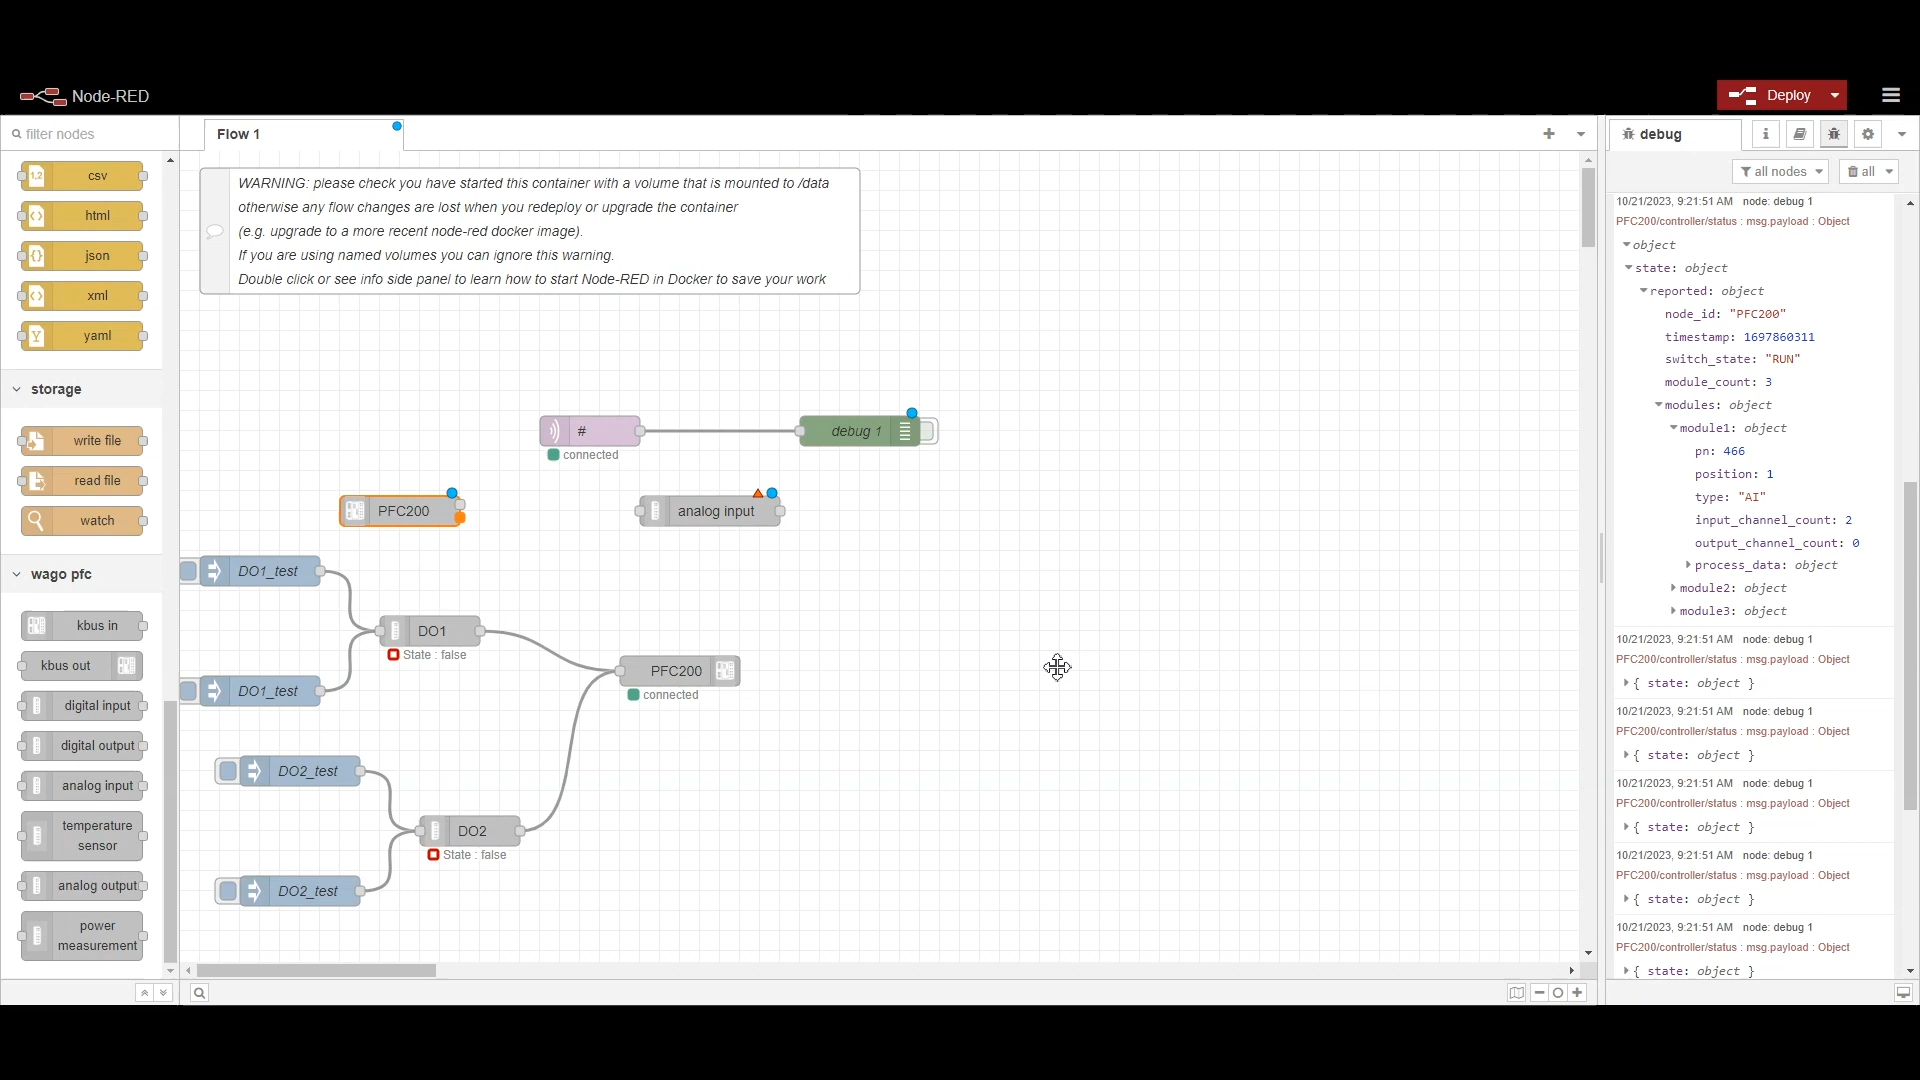 Node-RED
Deploy
filter nodes
Flow 1
debug
i
all nodes
all
csv
html
json
xml
yaml
storage
write file
read file
watch
wago pfc
kbus in
kbus out
digital input
digital output
analog input
temperature
sensor
analog output
power
measurement
WARNING: please check you have started this container with a volume that is mounted to /data
otherwise any flow changes are lost when you redeploy or upgrade the container
(e.g. upgrade to a more recent node-red docker image).
If you are using named volumes you can ignore this warning.
Double click or see info side panel to learn how to start Node-RED in Docker to save your work
#
connected
debug 1
PFC200
analog input
DO1_test
DO1
State : false
DO1_test
PFC200
connected
DO2_test
DO2
State : false
DO2_test
10/21/2023, 9:21:51 AM node: debug 1
PFC200/controller/status : msg.payload : Object
object
state: object
reported: object
node_id: "PFC200"
timestamp: 1697860311
switch_state: "RUN"
module_count: 3
modules: object
module1: object
pn: 466
position: 1
type: "AI"
input_channel_count: 2
output_channel_count: 0
process_data: object
module2: object
module3: object
10/21/2023, 9:21:51 AM node: debug 1
PFC200/controller/status : msg.payload : Object
{ state: object }
10/21/2023, 9:21:51 AM node: debug 1
PFC200/controller/status : msg.payload : Object
{ state: object }
10/21/2023, 9:21:51 AM node: debug 1
PFC200/controller/status : msg.payload : Object
{ state: object }
10/21/2023, 9:21:51 AM node: debug 1
PFC200/controller/status : msg.payload : Object
{ state: object }
10/21/2023, 9:21:51 AM node: debug 1
PFC200/controller/status : msg.payload : Object
{ state: object }